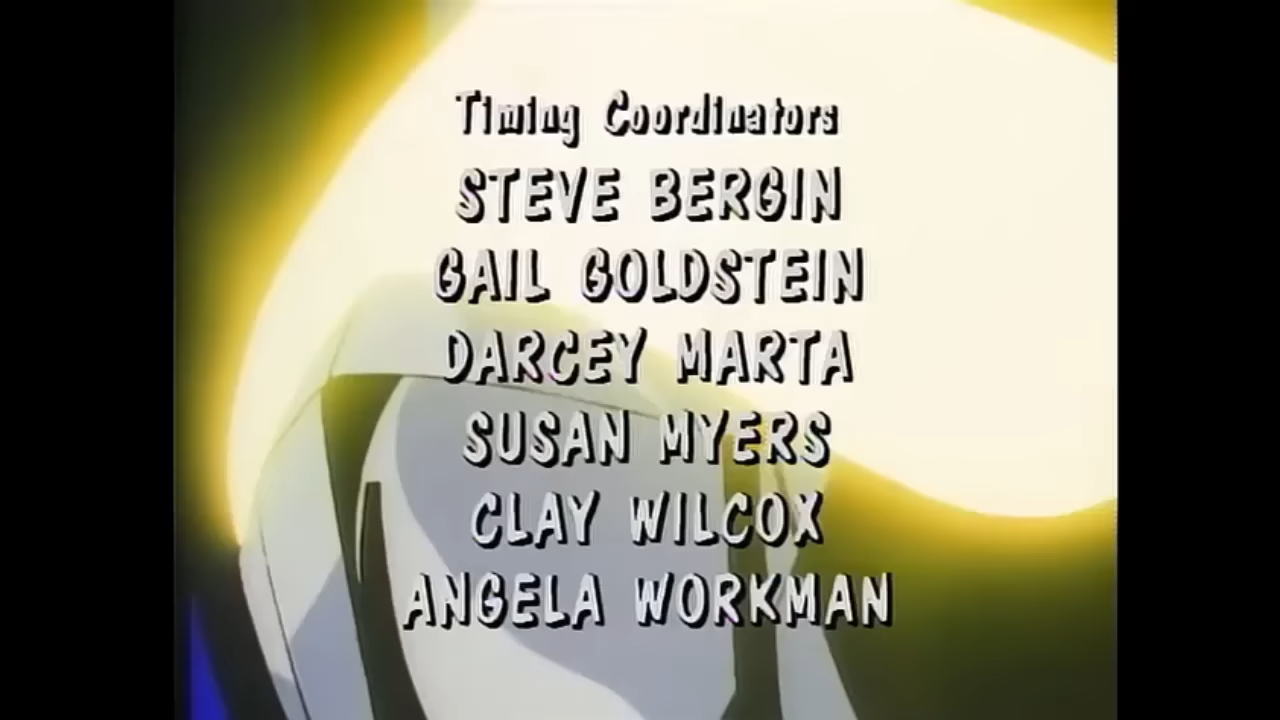 Timing Coordinators
STEVE BERGIN
GAIL GOLDSTEIN
DARCEY MARTA
SUSAN MYERS
CLAY WILCOX
ANGELA WORKMAN